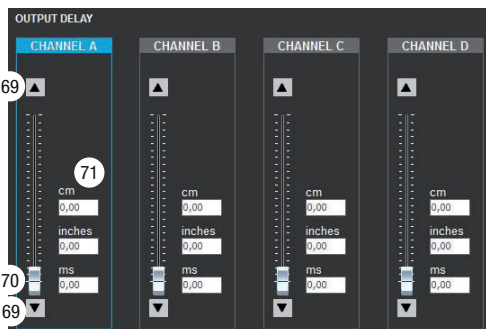 OUTPUT DELAY
CHANNEL A CHANNEL B CHANNEL C CHANNEL D
69
71
cm cm cm cm
0,00 0,00 0,00 0,00
inches inches inches inches
0,00 0,00 0,00 0,00
70 ms ms ms ms
0,00 0,00 0,00 0,00
69